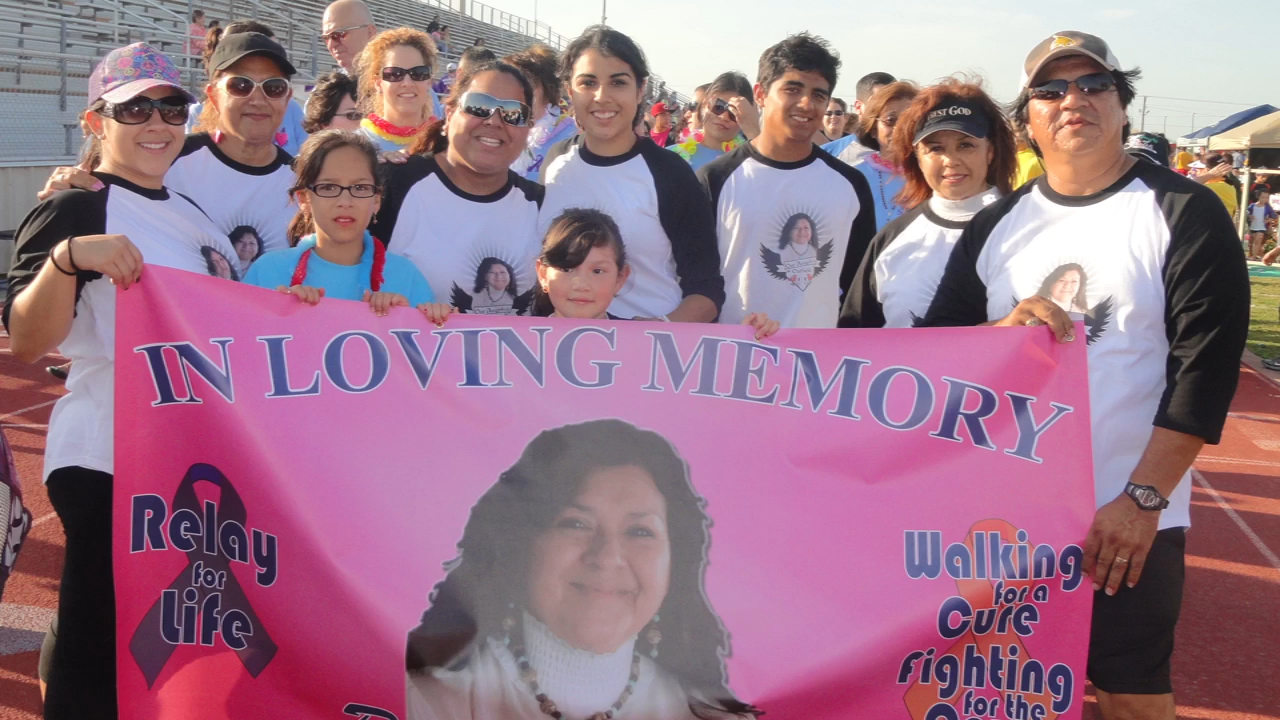 IN LOVING MEMORY
Relay
for
Life
Walking
for a
Cure
Fighting
for the